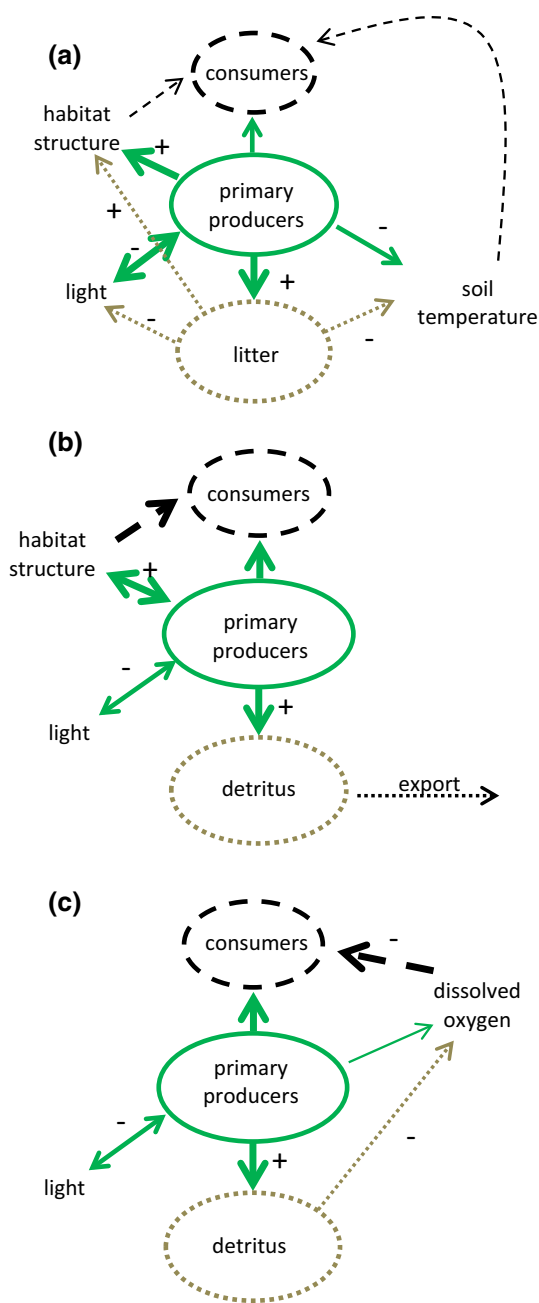 (a)
consumers
habitat
structure
+
primary
producers
+
-
-
light
+
soil
temperature
-
-
litter
(b)
consumers
habitat
structure
+
primary
producers
-
light
+
detritus
export
(c)
consumers
-
dissolved
oxygen
primary
producers
-
light
+
-
detritus